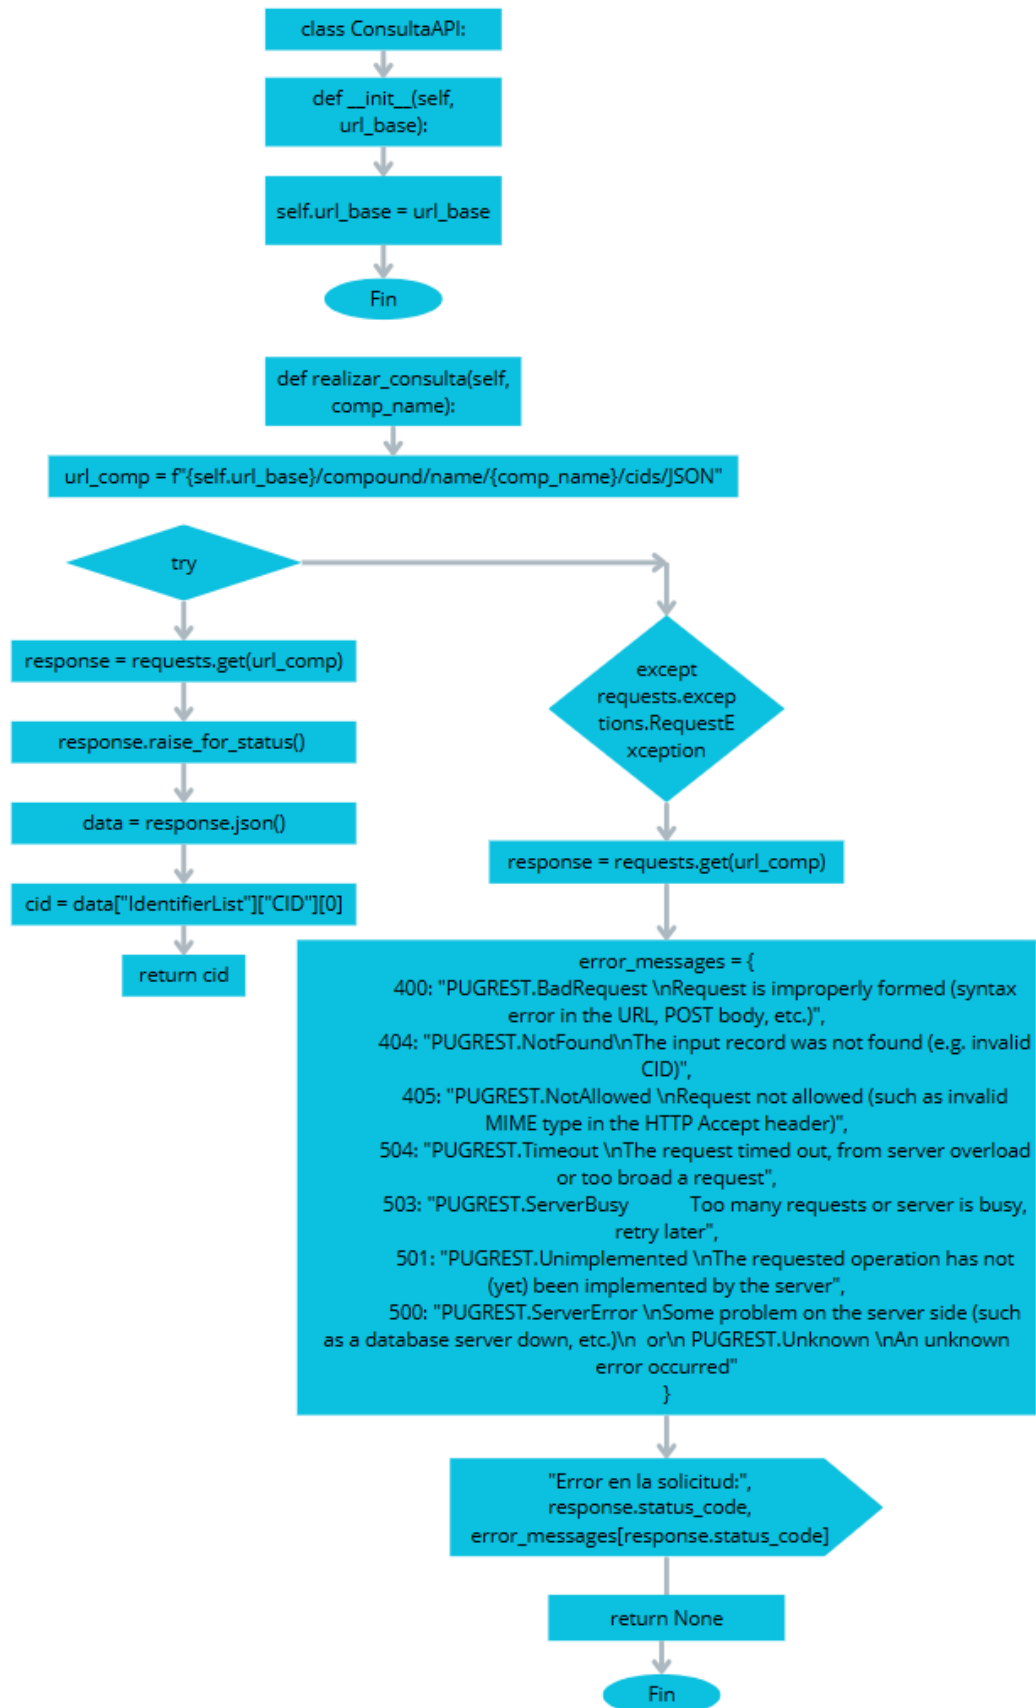 class ConsultaAPI:
def __init__(self,
url_base):
self.url_base = url_base
Fin
def realizar_consulta(self,
comp_name):
url_comp = f"{self.url_base}/compound/name/{comp_name}/cids/JSON"
try
response = requests.get(url_comp)
response.raise_for_status()
data = response.json()
cid = data["IdentifierList"]["CID"][0]
return cid
except
requests.excep
tions.RequestE
xception
response = requests.get(url_comp)
error_messages = {
400: "PUGREST.BadRequest \nRequest is improperly formed (syntax
error in the URL, POST body, etc.)",
404: "PUGREST.NotFound\nThe input record was not found (e.g. invalid
CID)",
405: "PUGREST.NotAllowed \nRequest not allowed (such as invalid
MIME type in the HTTP Accept header)",
504: "PUGREST.Timeout \nThe request timed out, from server overload
or too broad a request",
503: "PUGREST.ServerBusy Too many requests or server is busy,
retry later",
501: "PUGREST.Unimplemented \nThe requested operation has not
(yet) been implemented by the server",
500: "PUGREST.ServerError \nSome problem on the server side (such
as a database server down, etc.)\n or\n PUGREST.Unknown \nAn unknown
error occurred"
}
"Error en la solicitud:",
response.status_code,
error_messages[response.status_code]
return None
Fin